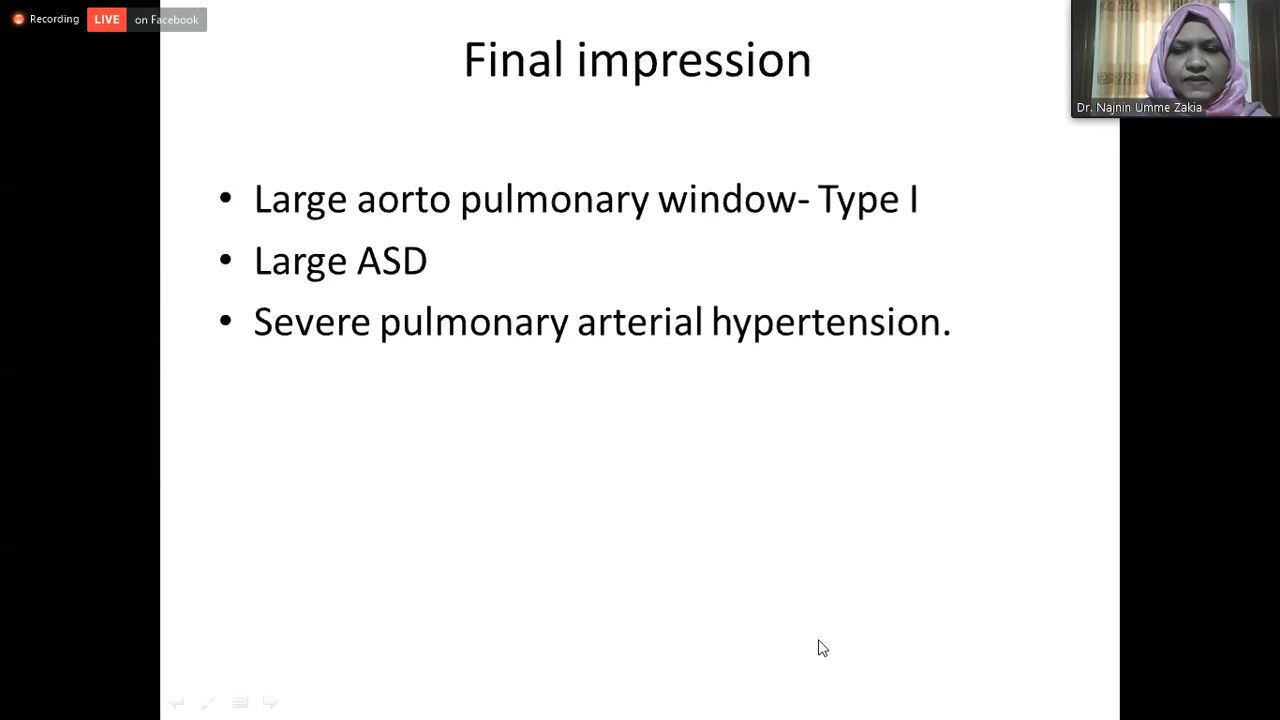 Recording
LIVE on Facebook
Final impression
Dr. Najnin Umme Zakia
• Large aorto pulmonary window- Type I
• Large ASD
• Severe pulmonary arterial hypertension.